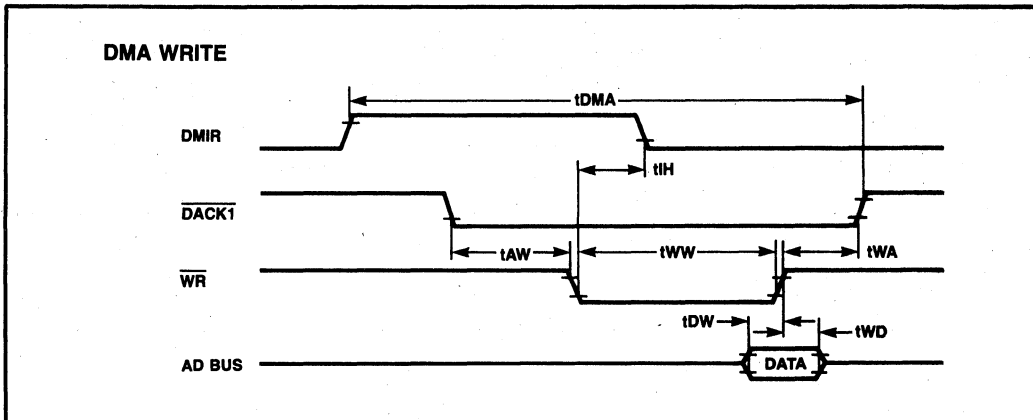 DMA WRITE
tDMA
DMIR
tIH
DACK1
tAW
tWW
tWA
WR
tDW
tWD
AD BUS
DATA